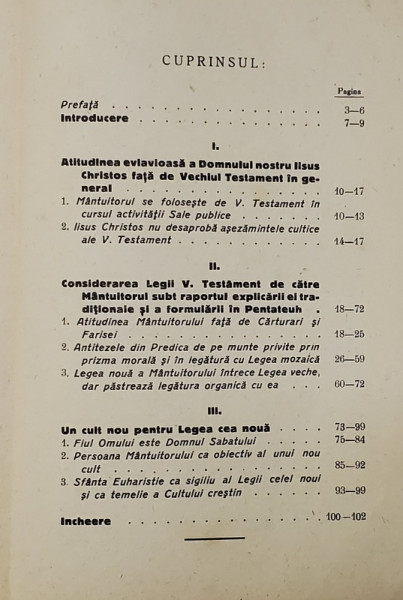 CUPRINSUL:
Pagina
Prefață . . . . . . . . . . . . . . . . 3—6
Introducere . . . . . . . . . . . . . . 7—9
I.
Atitudinea evlavioasă a Domnului nostru Iisus
Christos față de Vechiul Testament în ge-
neral . . . . . . . . . . . . . . 10—17
1. Mântuitorul se folosește de V. Testament în
cursul activității Sale publice . . . . . . 10—13
2. Iisus Christos nu desaprobă așezămintele cultice
ale V. Testament . . . . . . . . . . . 14—17
II.
Considerarea Legii V. Testament de către
Mântuitorul subt raportul explicării ei tra-
diționale și a formulării în Pentateuh . 18—72
1. Atitudinea Mântuitorului față de Cărturari și
Farisei . . . . . . . . . . . . . . 18—25
2. Antitezele din Predica de pe munte privite prin
prizma morală și în legătură cu Legea mozaică 26—59
3. Legea nouă a Mântuitorului întrece Legea veche,
dar păstrează legătura organică cu ea . . . 60—72
III.
Un cult nou pentru Legea cea nouă . . . . 73—99
1. Fiul Omului este Domnul Sabatului . . . . . 75—84
2. Persoana Mântuitorului ca obiectiv al unui nou
cult . . . . . . . . . . . . . . . 85—92
3. Sfânta Euharistie ca sigiliu al Legii celei noui
și ca temelie a Cultului creștin . . . . . . 93—99
Incheere . . . . . . . . . . . . . . . 100—102